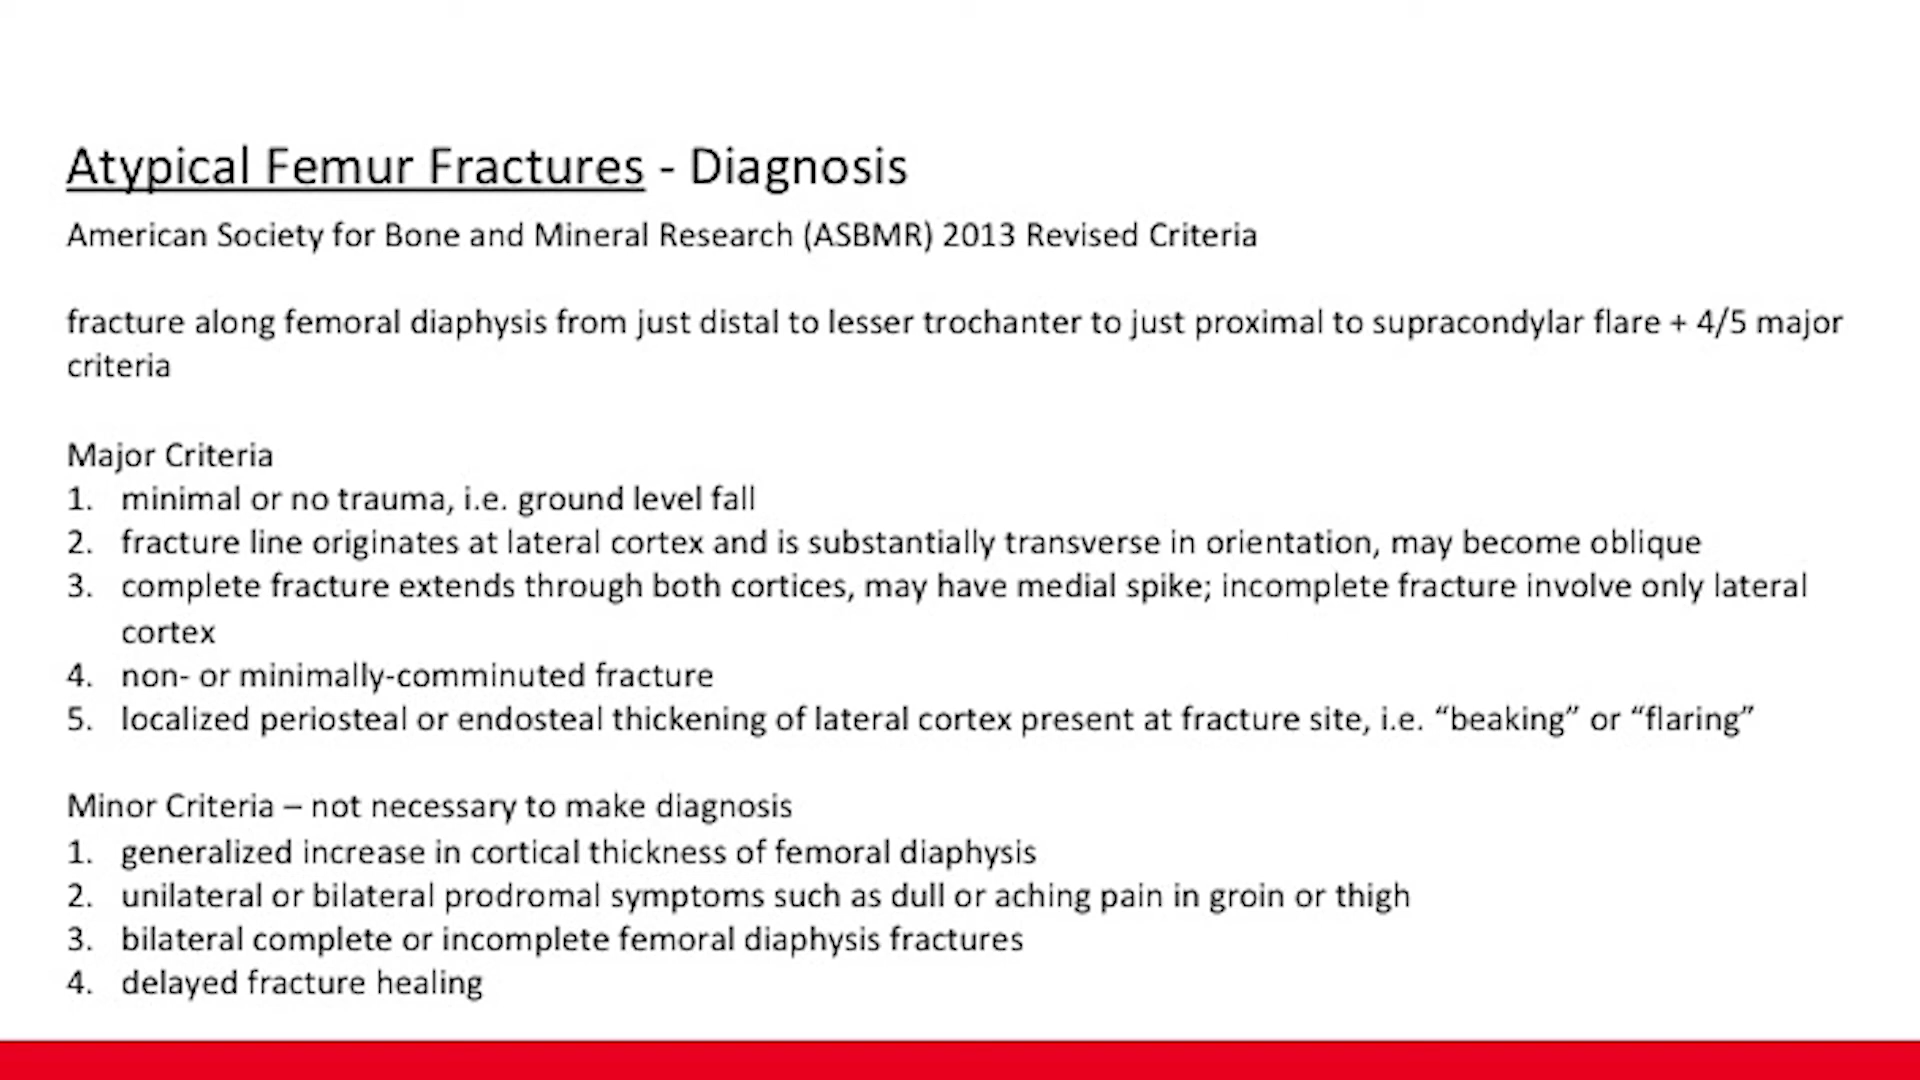 Atypical Femur Fractures - Diagnosis
American Society for Bone and Mineral Research (ASBMR) 2013 Revised Criteria
fracture along femoral diaphysis from just distal to lesser trochanter to just proximal to supracondylar flare + 4/5 major
criteria
Major Criteria
1. minimal or no trauma, i.e. ground level fall
2. fracture line originates at lateral cortex and is substantially transverse in orientation, may become oblique
3. complete fracture extends through both cortices, may have medial spike; incomplete fracture involve only lateral
cortex
4. non- or minimally-comminuted fracture
5. localized periosteal or endosteal thickening of lateral cortex present at fracture site, i.e. “beaking” or “flaring”
Minor Criteria – not necessary to make diagnosis
1. generalized increase in cortical thickness of femoral diaphysis
2. unilateral or bilateral prodromal symptoms such as dull or aching pain in groin or thigh
3. bilateral complete or incomplete femoral diaphysis fractures
4. delayed fracture healing